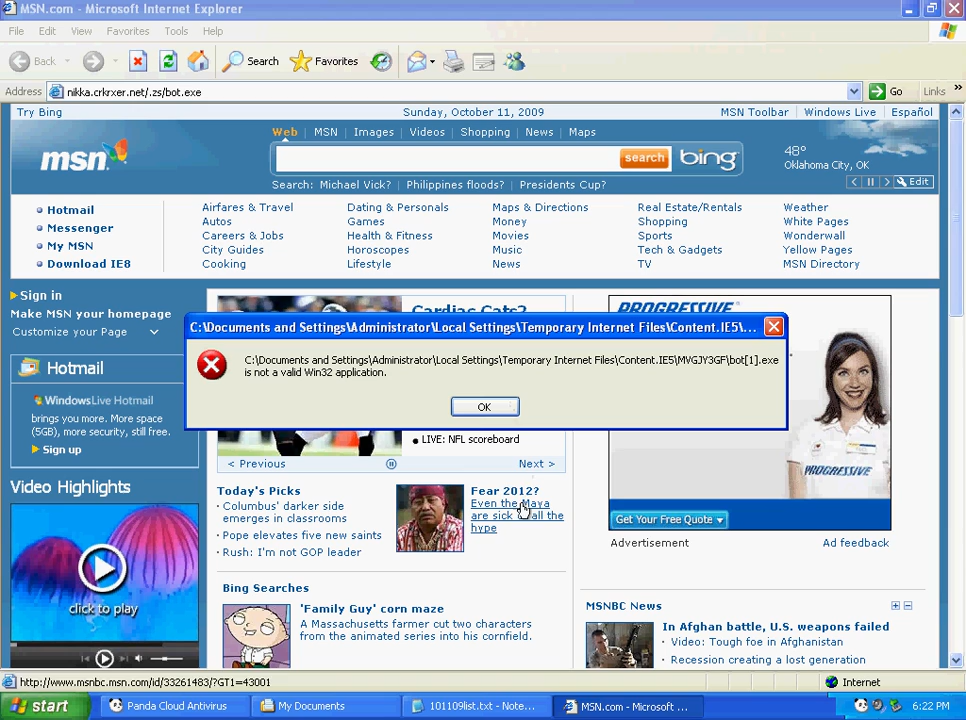 MSN.com - Microsoft Internet Explorer
File Edit View Favorites Tools Help
Back Search Favorites
Address nikka.crkrxer.net/.zs/bot.exe Go Links »
Try Bing Sunday, October 11, 2009 MSN Toolbar Windows Live Español
Web MSN Images Videos Shopping News Maps
msn search bing
48°
Oklahoma City, OK
Edit
Search: Michael Vick? Philippines floods? Presidents Cup?
Hotmail
Messenger
My MSN
Download IE8
Airfares & Travel
Autos
Careers & Jobs
City Guides
Cooking
Dating & Personals
Games
Health & Fitness
Horoscopes
Lifestyle
Maps & Directions
Money
Movies
Music
News
Real Estate/Rentals
Shopping
Sports
Tech & Gadgets
TV
Weather
White Pages
Wonderwall
Yellow Pages
MSN Directory
Sign in
Make MSN your homepage
Customize your Page
Hotmail
WindowsLive Hotmail
brings you more. More space
(5GB), more security, still free.
Sign up
Video Highlights
click to play
Cardiac Cats?
C:\Documents and Settings\Administrator\Local Settings\Temporary Internet Files\Content.IE5\...
C:\Documents and Settings\Administrator\Local Settings\Temporary Internet Files\Content.IE5\MVGJY3GF\bot[1].exe
is not a valid Win32 application.
OK
LIVE: NFL scoreboard
< Previous Next >
Today's Picks
Columbus' darker side
emerges in classrooms
Pope elevates five new saints
Rush: I'm not GOP leader
Fear 2012?
Even the Maya
are sick of all the
hype
Bing Searches
'Family Guy' corn maze
A Massachusetts farmer cut two characters
from the animated series into his cornfield.
PROGRESSIVE
PROGRESSIVE
Get Your Free Quote
Advertisement Ad feedback
MSNBC News
In Afghan battle, U.S. weapons failed
Video: Tough foe in Afghanistan
Recession creating a lost generation
http://www.msnbc.msn.com/id/33261483/?GT1=43001 Internet
start Panda Cloud Antivirus My Documents 101109list.txt - Note... MSN.com - Microsoft ... 6:22 PM